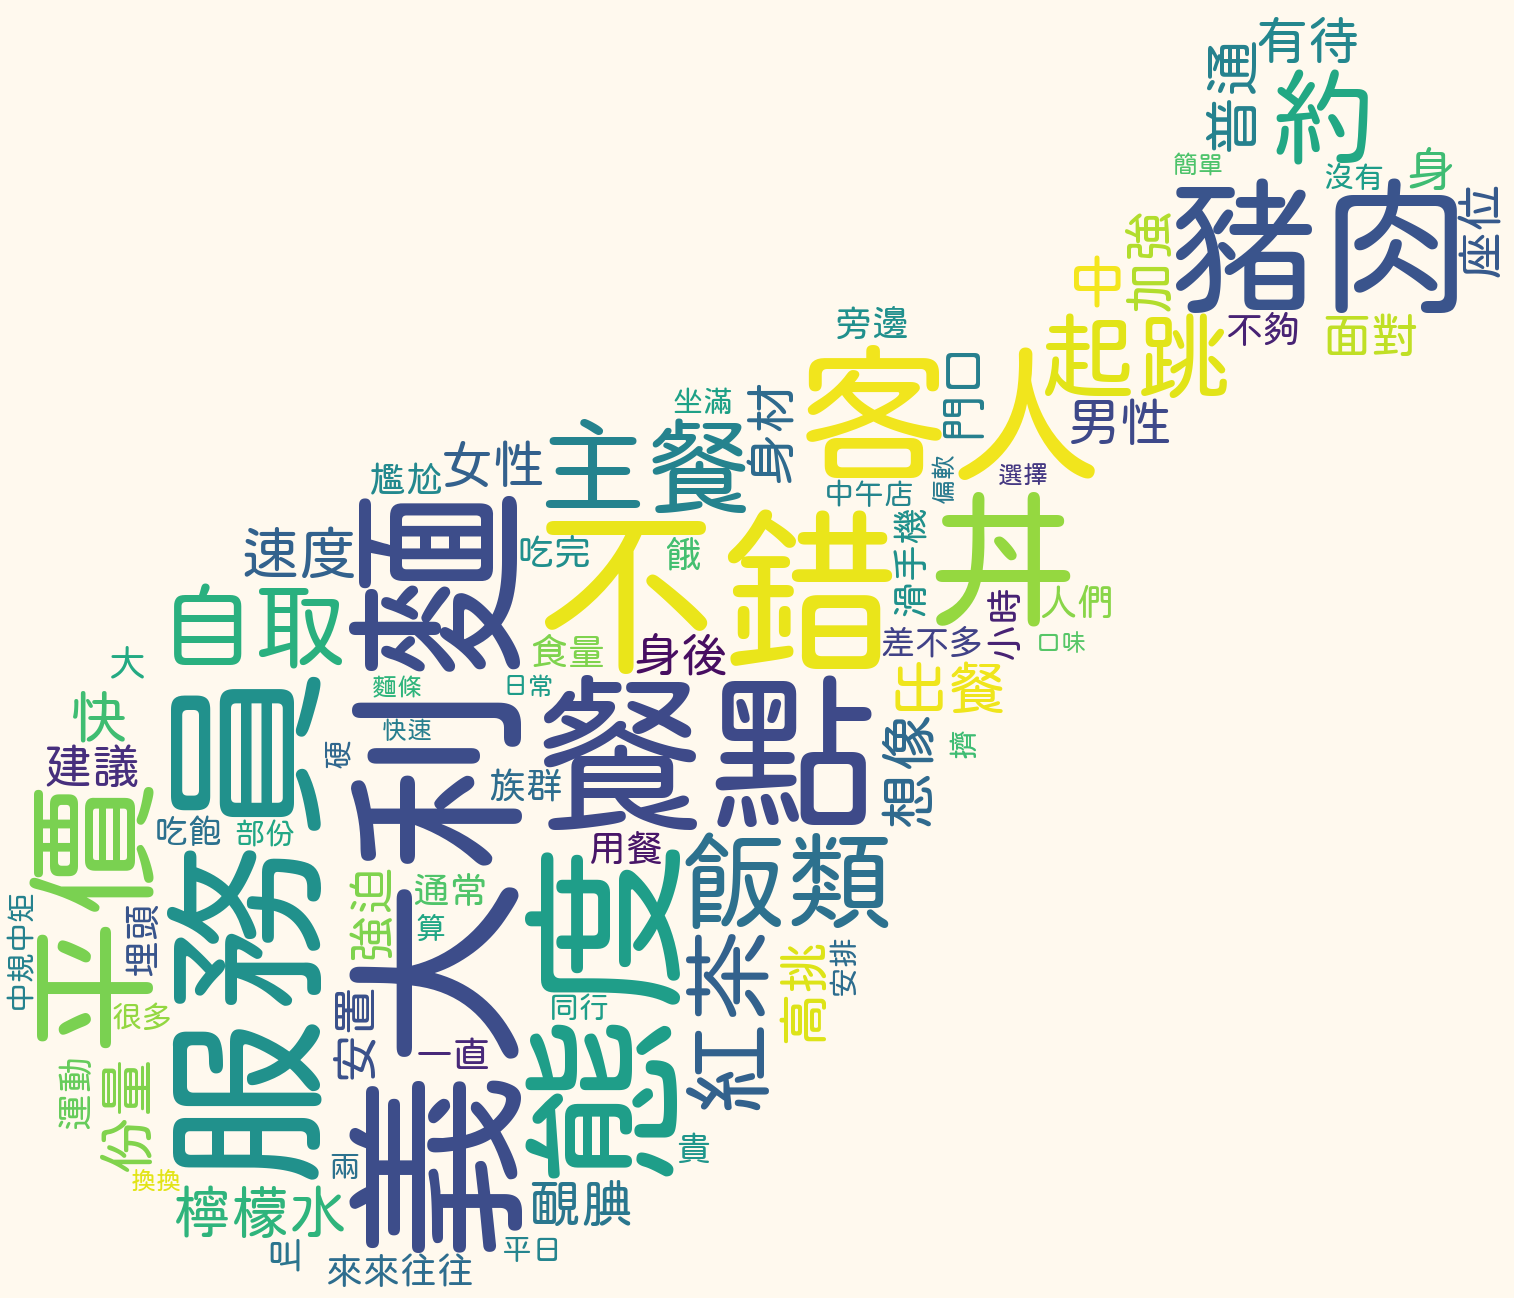 有待
普通
約
簡單
沒有
身
豬肉
座位
加強
中
起跳
不夠
面對
旁邊
客人
門口
男性
坐滿
身材
主餐
女性
尷尬
中午店
偏軟
選擇
速度
義大利麵
吃完
不錯
餓
滑手機
丼
人們
自取
食量
身後
差不多
小時
口味
大
麵條
日常
出餐
快
服務員
快速
硬
餐點
想像
擠
建議
族群
平價
吃飽
部份
用餐
飯類
態度
強迫
通常
算
中規中矩
埋頭
紅茶
高挑
安排
很多
安置
同行
一直
運動
份量
換換
兩
貴
檸檬水
靦腆
叫
來來往往
平日